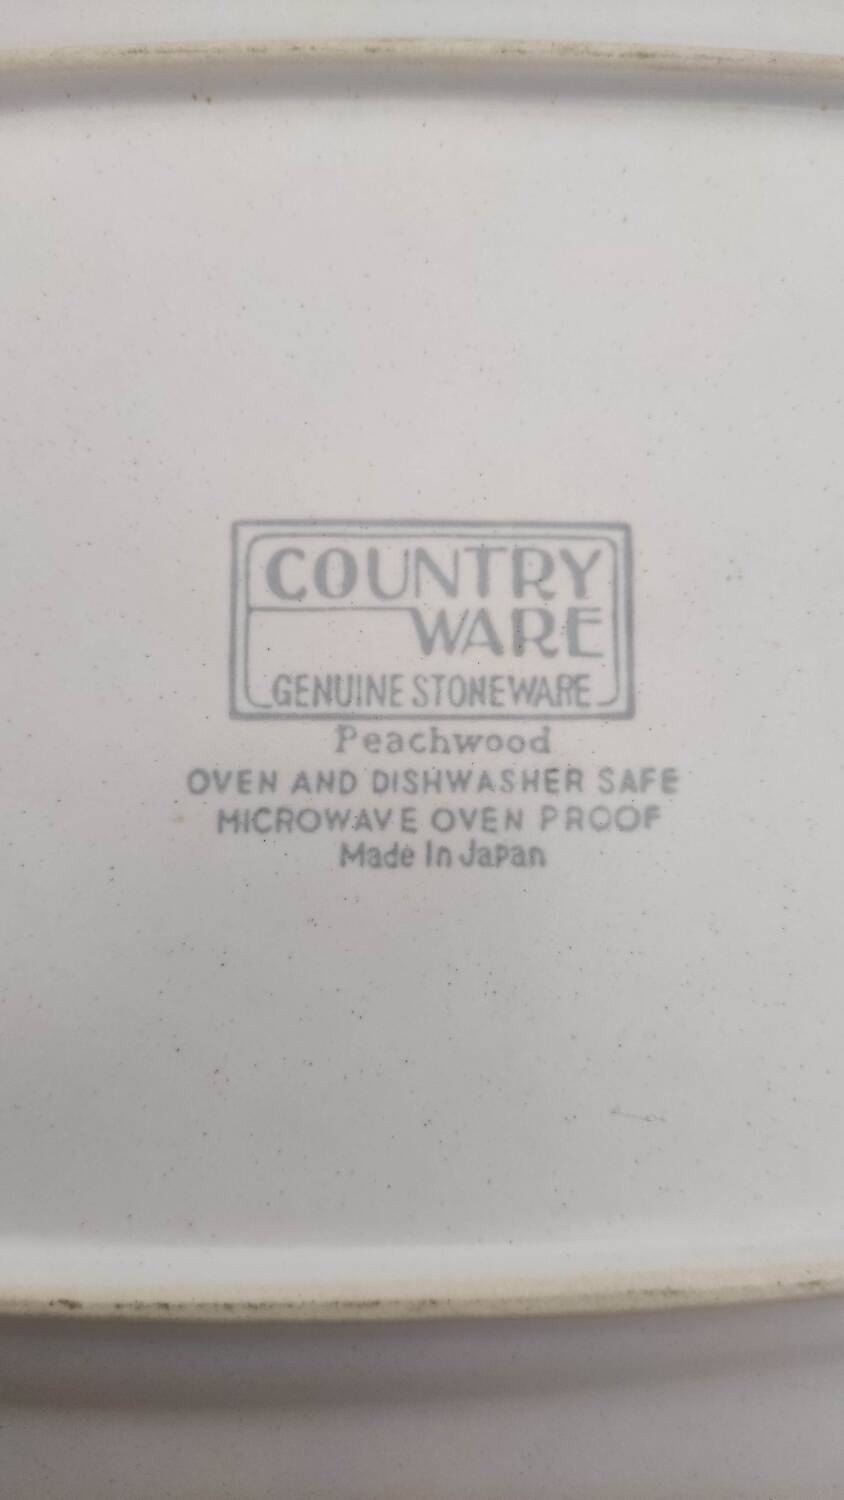 COUNTRY
WARE
GENUINE STONEWARE
Peachwood
OVEN AND DISHWASHER SAFE
MICROWAVE OVEN PROOF
Made In Japan